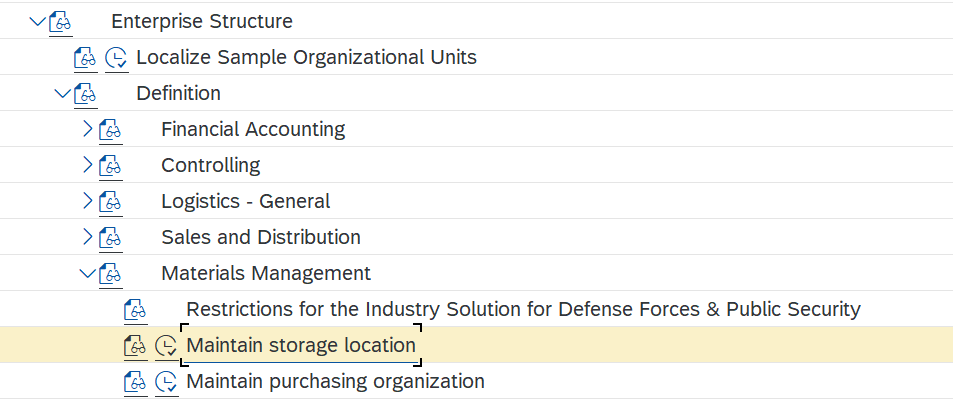 Enterprise Structure
Localize Sample Organizational Units
Definition
Financial Accounting
Controlling
Logistics - General
Sales and Distribution
Materials Management
Restrictions for the Industry Solution for Defense Forces & Public Security
Maintain storage location
Maintain purchasing organization